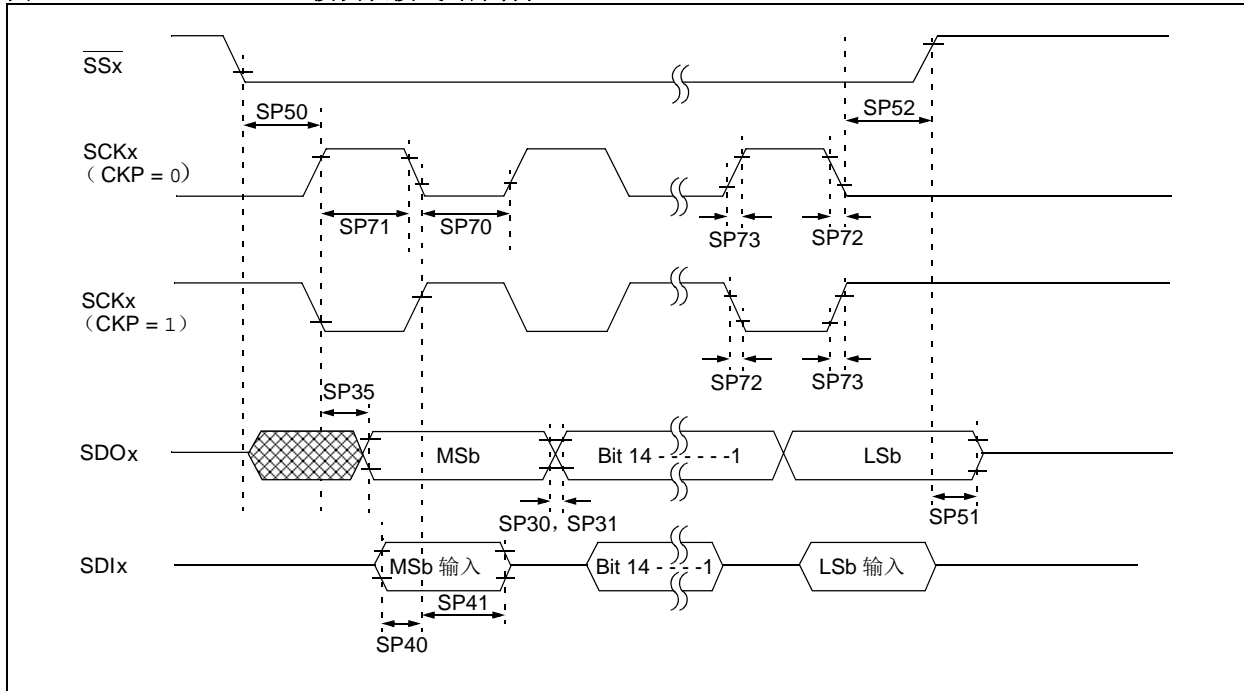 SSx
SP50
SP52
SCKx
（CKP = 0）
SP71
SP70
SP73
SP72
SCKx
（CKP = 1）
SP72
SP73
SP35
SDOx
MSb
Bit 14 - - - - - -1
LSb
SP30，SP31
SP51
SDIx
MSb 输入
Bit 14 - - - -1
LSb 输入
SP41
SP40